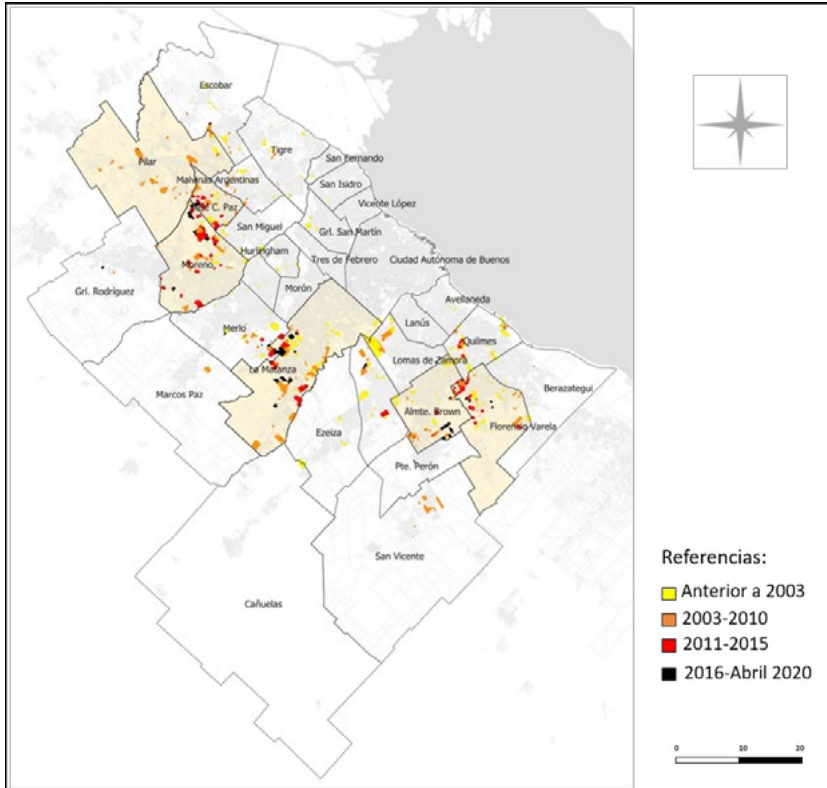 Escobar
Pilar
Tigre
San Fernando
Malvinas Argentinas
San Isidro
José C. Paz
Vicente López
San Miguel
Grl. San Martín
Hurlingham
Tres de Febrero
Ciudad Autónoma de Buenos
Moreno
Grl. Rodríguez
Morón
Avellaneda
Merlo
Lanús
Quilmes
Lomas de Zamora
La Matanza
Berazategui
Marcos Paz
Almte. Brown
Florencio Varela
Ezeiza
Pte. Perón
San Vicente
Cañuelas
Referencias:
Anterior a 2003
2003-2010
2011-2015
2016-Abril 2020
0 10 20